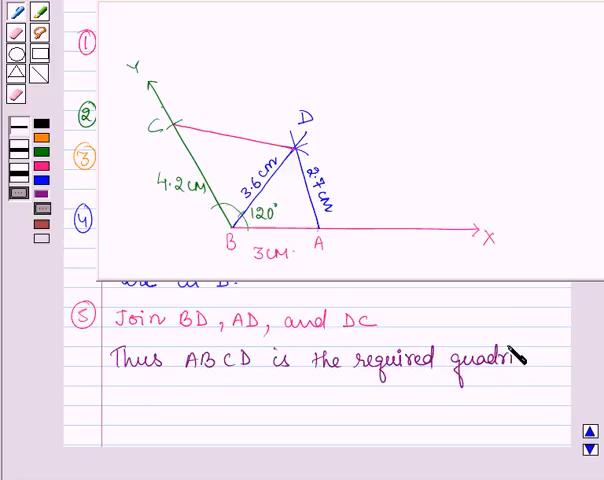 ①
Y
②
C
D
③
4.2 CM
3.6 cm
2.7 cm
120°
④
B
A
X
3 CM.
⑤ Join BD, AD, and DC
Thus ABCD is the required quadri